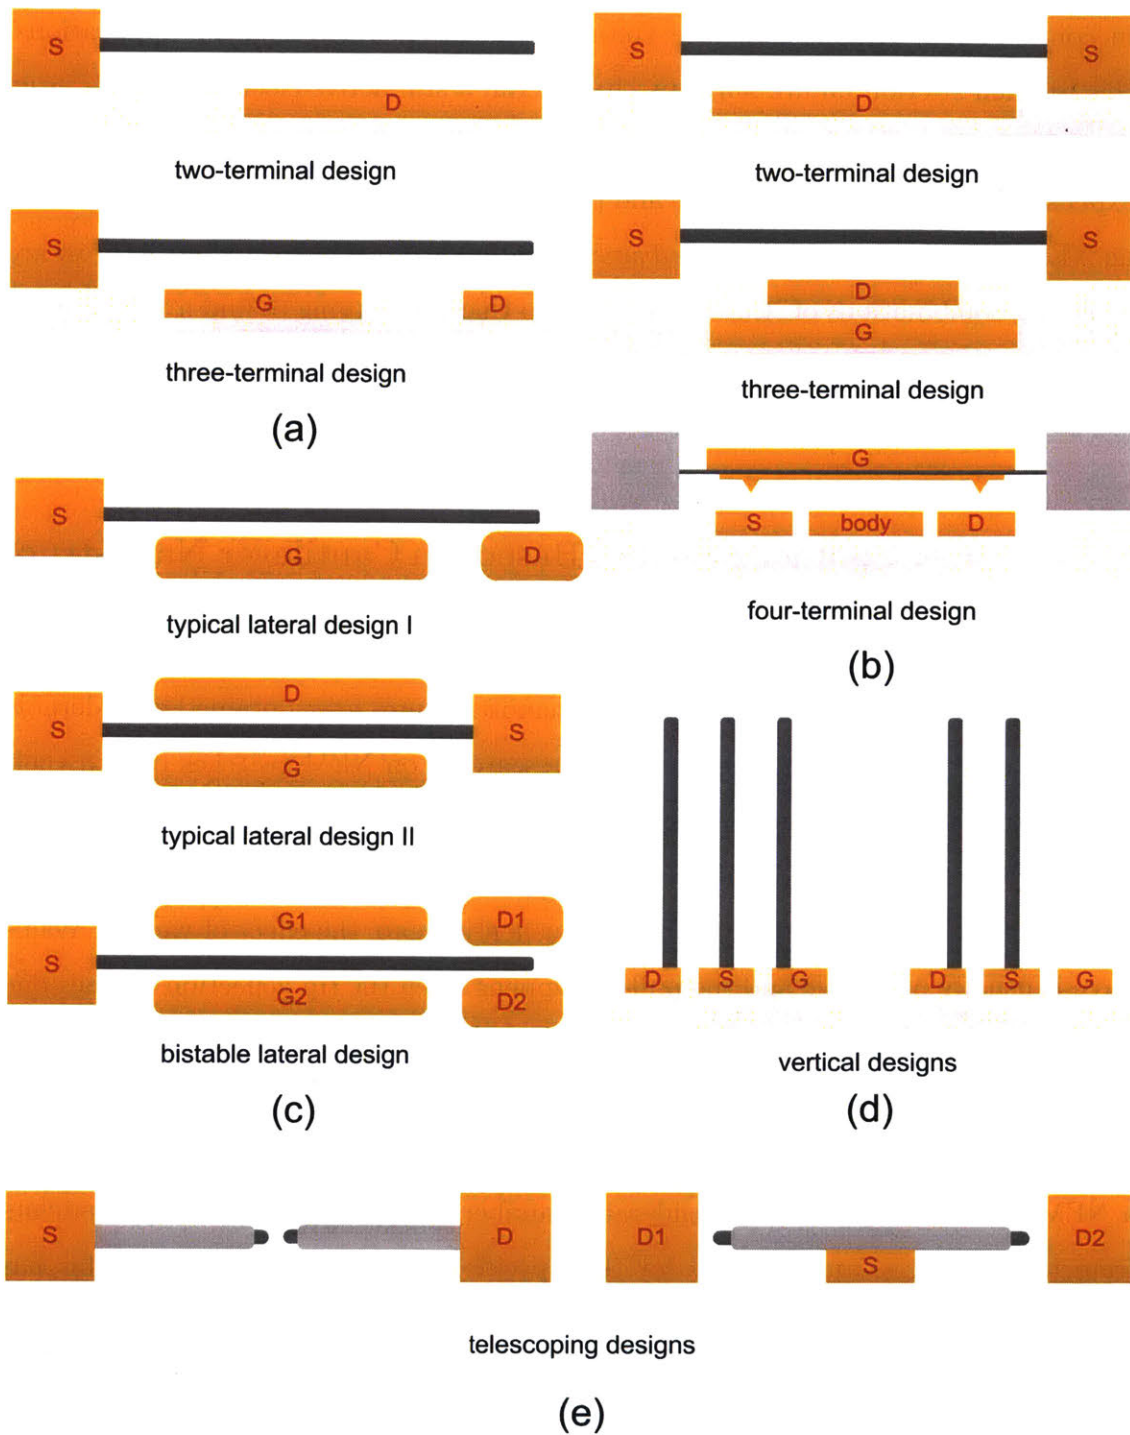 S
D
two-terminal design
S
G
D
three-terminal design
(a)
S
S
D
two-terminal design
S
S
D
G
three-terminal design
G
S
body
D
four-terminal design
(b)
S
G
D
typical lateral design I
D
S
S
G
typical lateral design II
G1
D1
S
G2
D2
bistable lateral design
(c)
D
S
G
D
S
G
vertical designs
(d)
S
D
D1
S
D2
telescoping designs
(e)